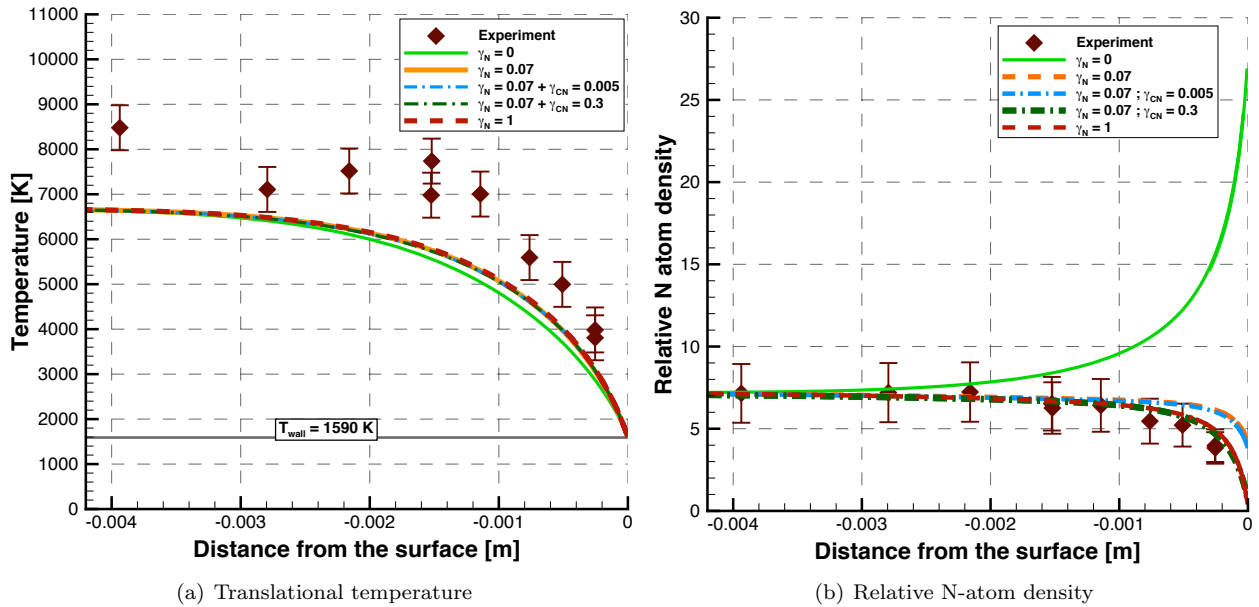 11000
10000
9000
8000
7000
6000
5000
4000
3000
2000
1000
0
Temperature [K]
Experiment
γN = 0
γN = 0.07
γN = 0.07 + γCN = 0.005
γN = 0.07 + γCN = 0.3
γN = 1
Twall = 1590 K
-0.004 -0.003 -0.002 -0.001 0
Distance from the surface [m]
(a) Translational temperature
30
25
20
15
10
5
0
Relative N atom density
Experiment
γN = 0
γN = 0.07
γN = 0.07 ; γCN = 0.005
γN = 0.07 ; γCN = 0.3
γN = 1
-0.004 -0.003 -0.002 -0.001 0
Distance from the surface [m]
(b) Relative N-atom density